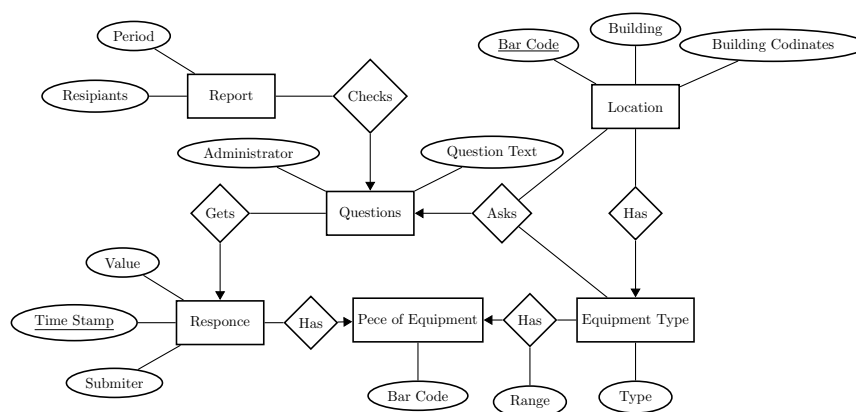 Period
Building
Bar Code
Building Codinates
Resipiants
Report
Checks
Location
Administrator
Question Text
Gets
Questions
Asks
Has
Value
Time Stamp
Responce
Has
Pece of Equipment
Has
Equipment Type
Submiter
Bar Code
Range
Type